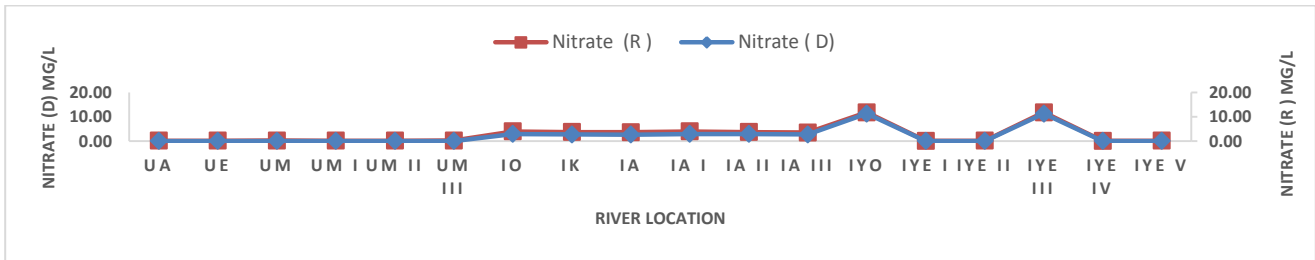 Nitrate (R ) Nitrate ( D)
NITRATE (D) MG/L
20.00
10.00
0.00
20.00
10.00
0.00
NITRATE (R ) MG/L
UA UE UM UM I UM II UM III IO IK IA IA I IA II IA III IYO IYE I IYE II IYE III IYE IV IYE V
RIVER LOCATION